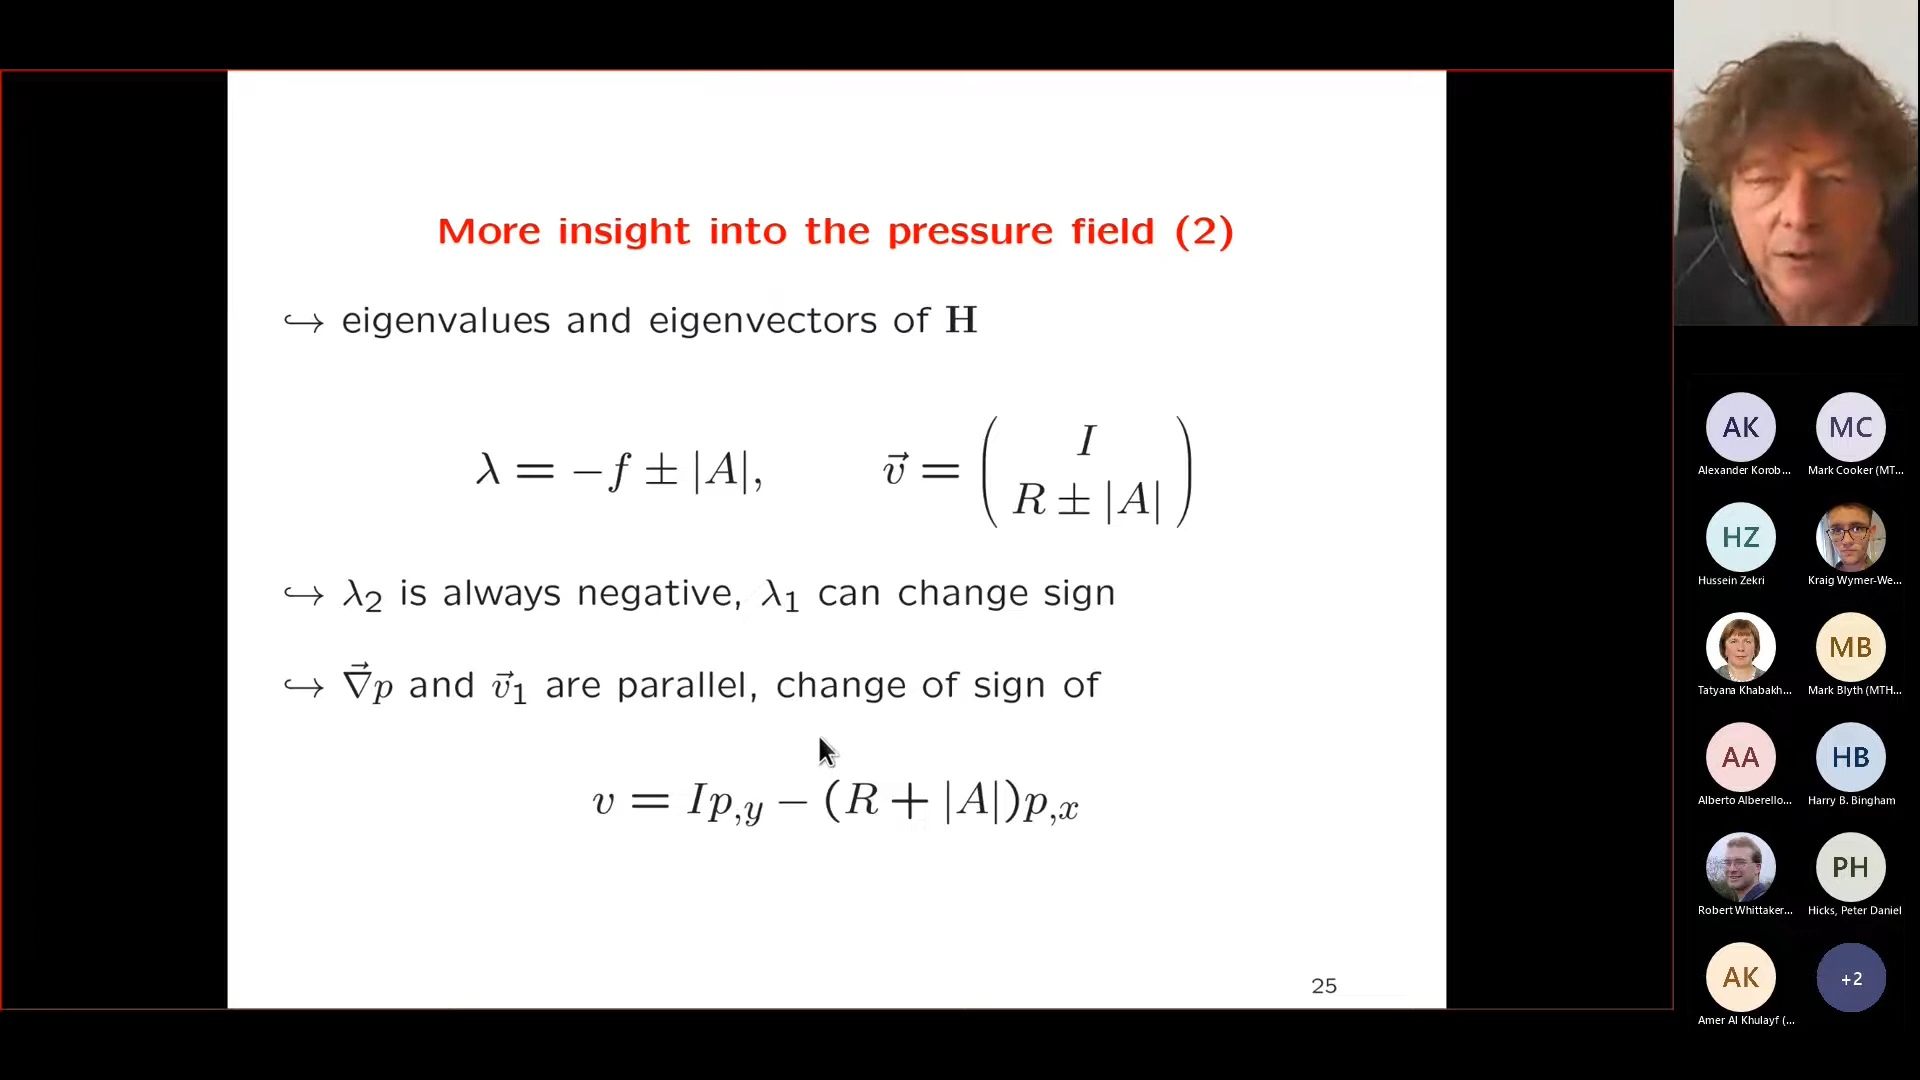 More insight into the pressure field (2)
↪ eigenvalues and eigenvectors of H
λ = −f ± |A|, v⃗ = ( I
R ± |A| )
↪ λ₂ is always negative, λ₁ can change sign
↪ ∇⃗p and v⃗₁ are parallel, change of sign of
v = Ip,y − (R + |A|)p,x
25
AK
MC
Alexander Korob...
Mark Cooker (MT...
HZ
Hussein Zekri
Kraig Wymer-We...
MB
Tatyana Khabakh...
Mark Blyth (MTH...
AA
HB
Alberto Alberello...
Harry B. Bingham
PH
Robert Whittaker...
Hicks, Peter Daniel
AK
+2
Amer Al Khulayf (...